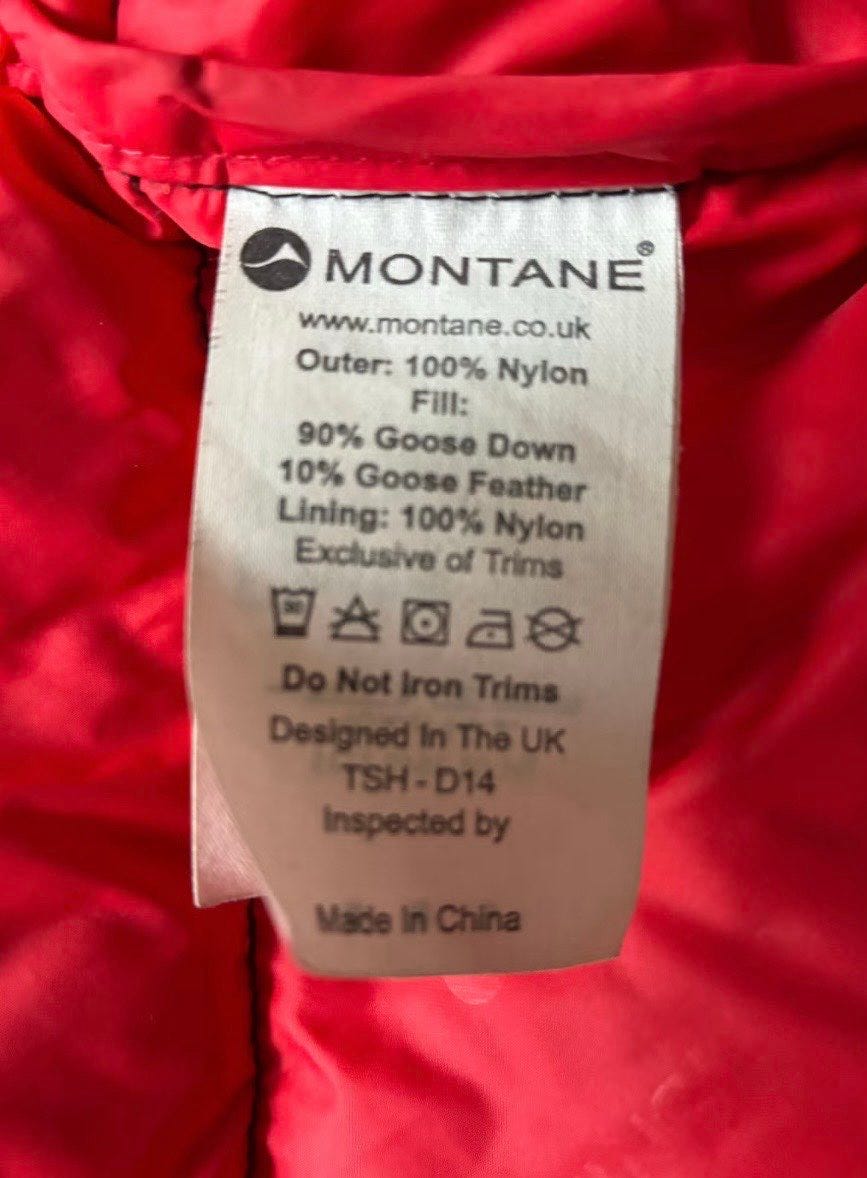 MONTANE®
www.montane.co.uk
Outer: 100% Nylon
Fill:
90% Goose Down
10% Goose Feather
Lining: 100% Nylon
Exclusive of Trims
Do Not Iron Trims
Designed In The UK
TSH - D14
Inspected by
Made In China